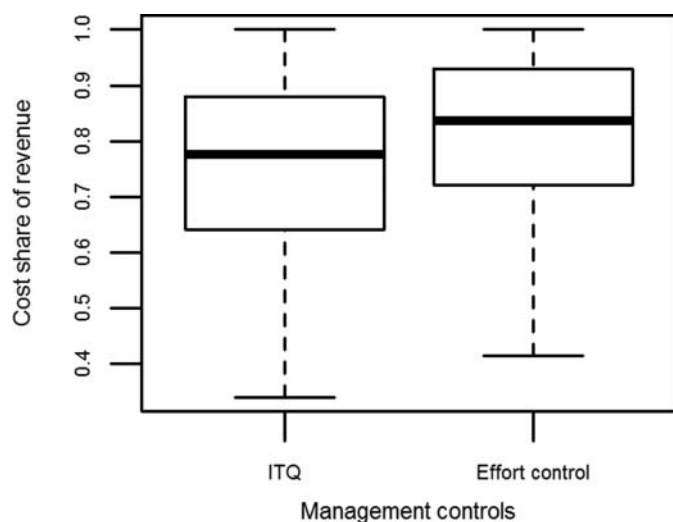 Cost share of revenue
1.0
0.9
0.8
0.7
0.6
0.5
0.4
ITQ
Effort control
Management controls